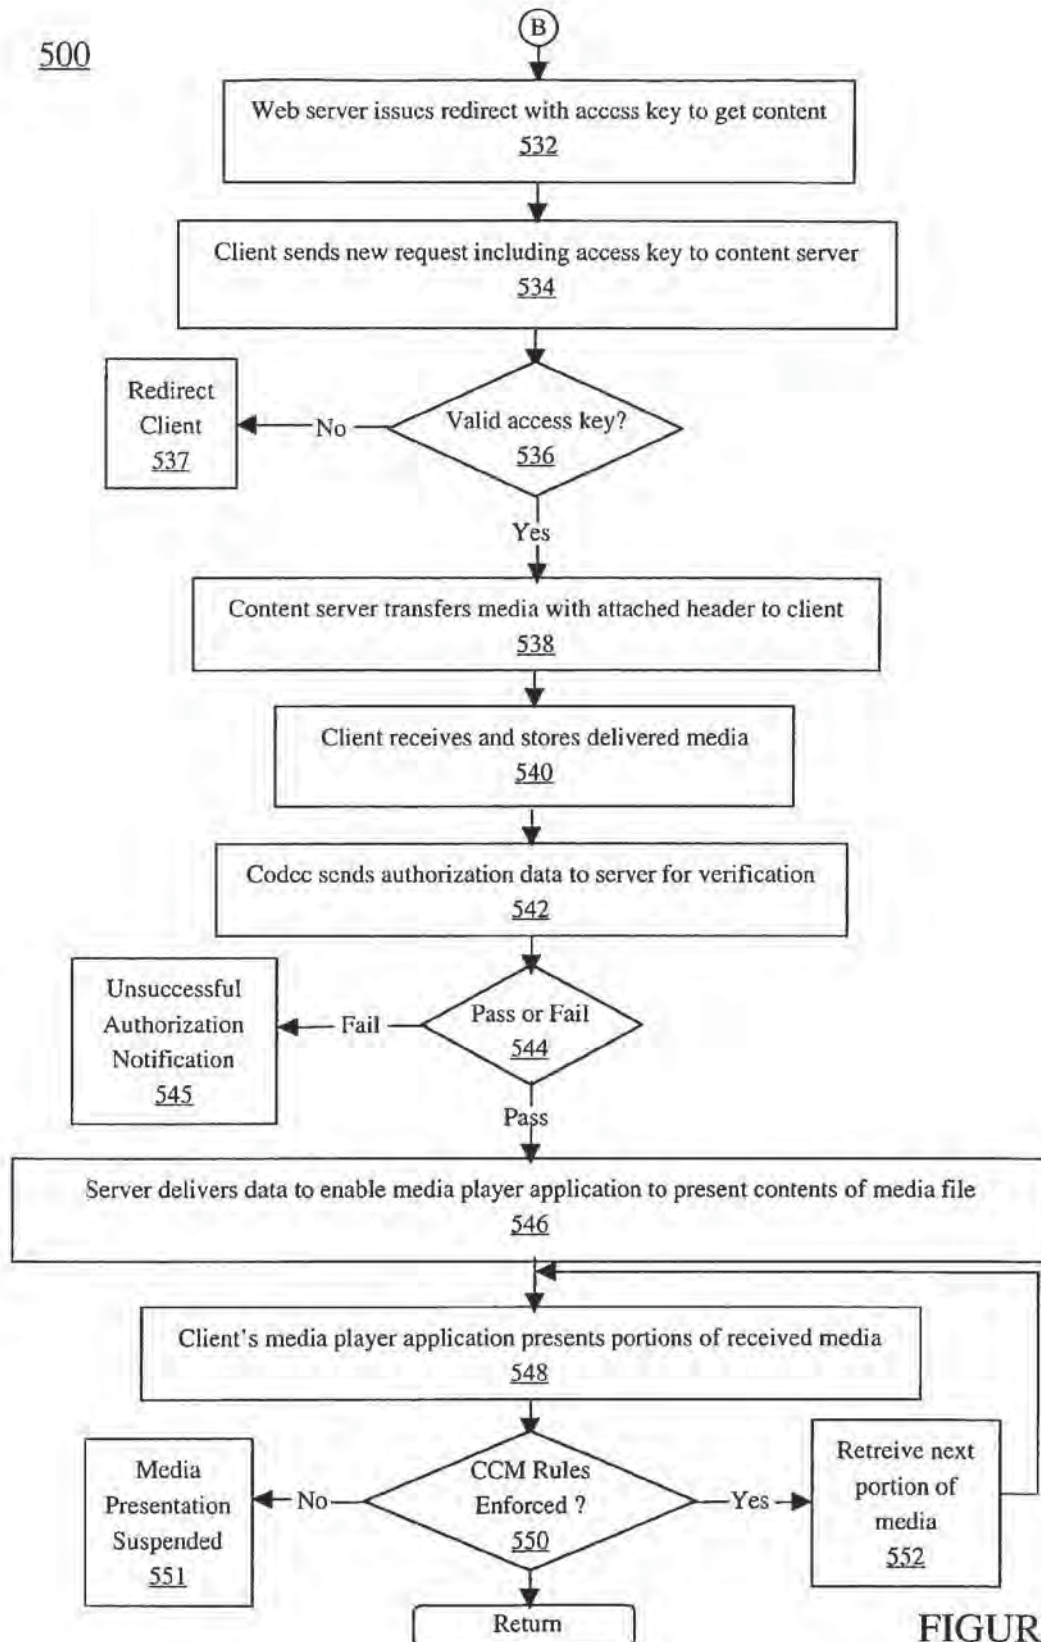 B
500
Web server issues redirect with access key to get content
532
Client sends new request including access key to content server
534
Redirect
Client
537
No
Valid access key?
536
Yes
Content server transfers media with attached header to client
538
Client receives and stores delivered media
540
Codec sends authorization data to server for verification
542
Unsuccessful
Authorization
Notification
545
Fail
Pass or Fail
544
Pass
Server delivers data to enable media player application to present contents of media file
546
Client's media player application presents portions of received media
548
Media
Presentation
Suspended
551
No
CCM Rules
Enforced ?
550
Yes
Retreive next
portion of
media
552
Return
FIGUR